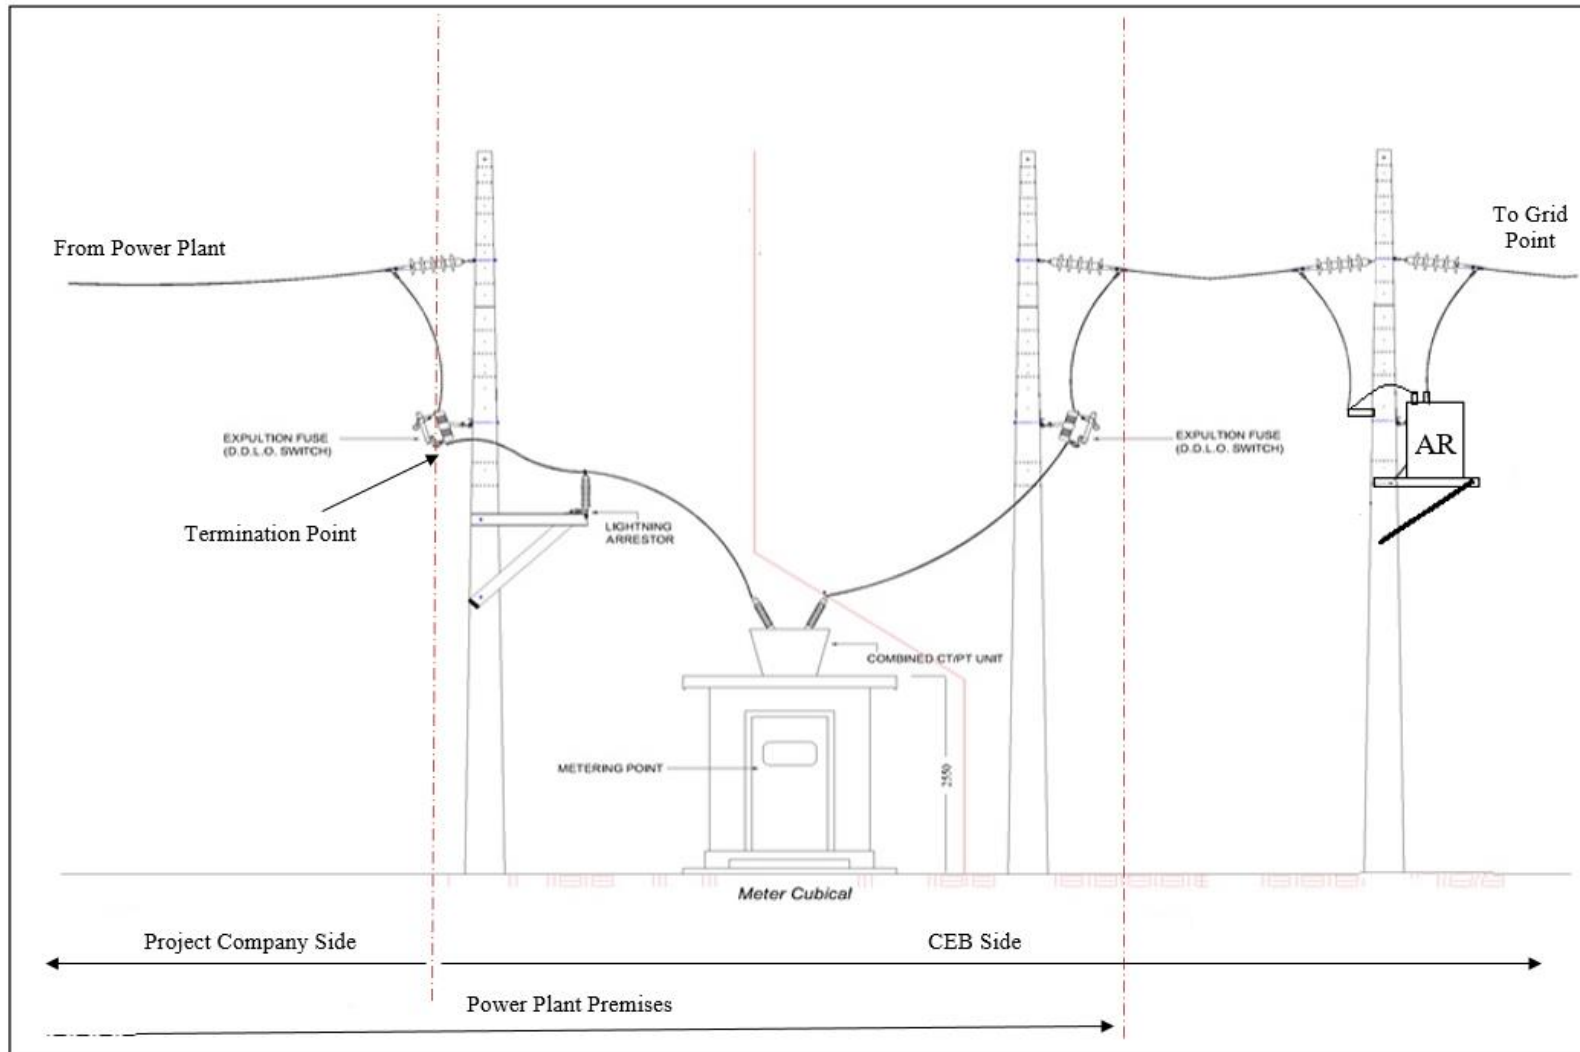 From Power Plant
To Grid
Point
EXPULTION FUSE
(D.D.L.O. SWITCH)
Termination Point
LIGHTNING
ARRESTOR
EXPULTION FUSE
(D.D.L.O. SWITCH)
AR
COMBINED CT/PT UNIT
METERING POINT
2550
Meter Cubical
Project Company Side
CEB Side
Power Plant Premises